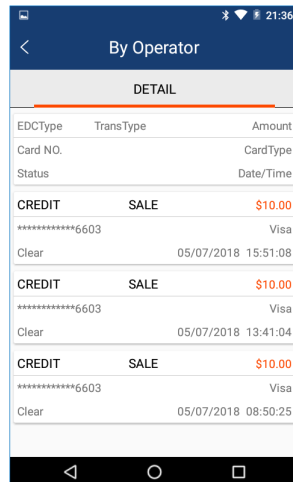 21:36
By Operator
DETAIL
EDCType TransType Amount
Card NO. CardType
Status Date/Time
CREDIT SALE $10.00
************6603 Visa
Clear 05/07/2018 15:51:08
CREDIT SALE $10.00
************6603 Visa
Clear 05/07/2018 13:41:04
CREDIT SALE $10.00
************6603 Visa
Clear 05/07/2018 08:50:25